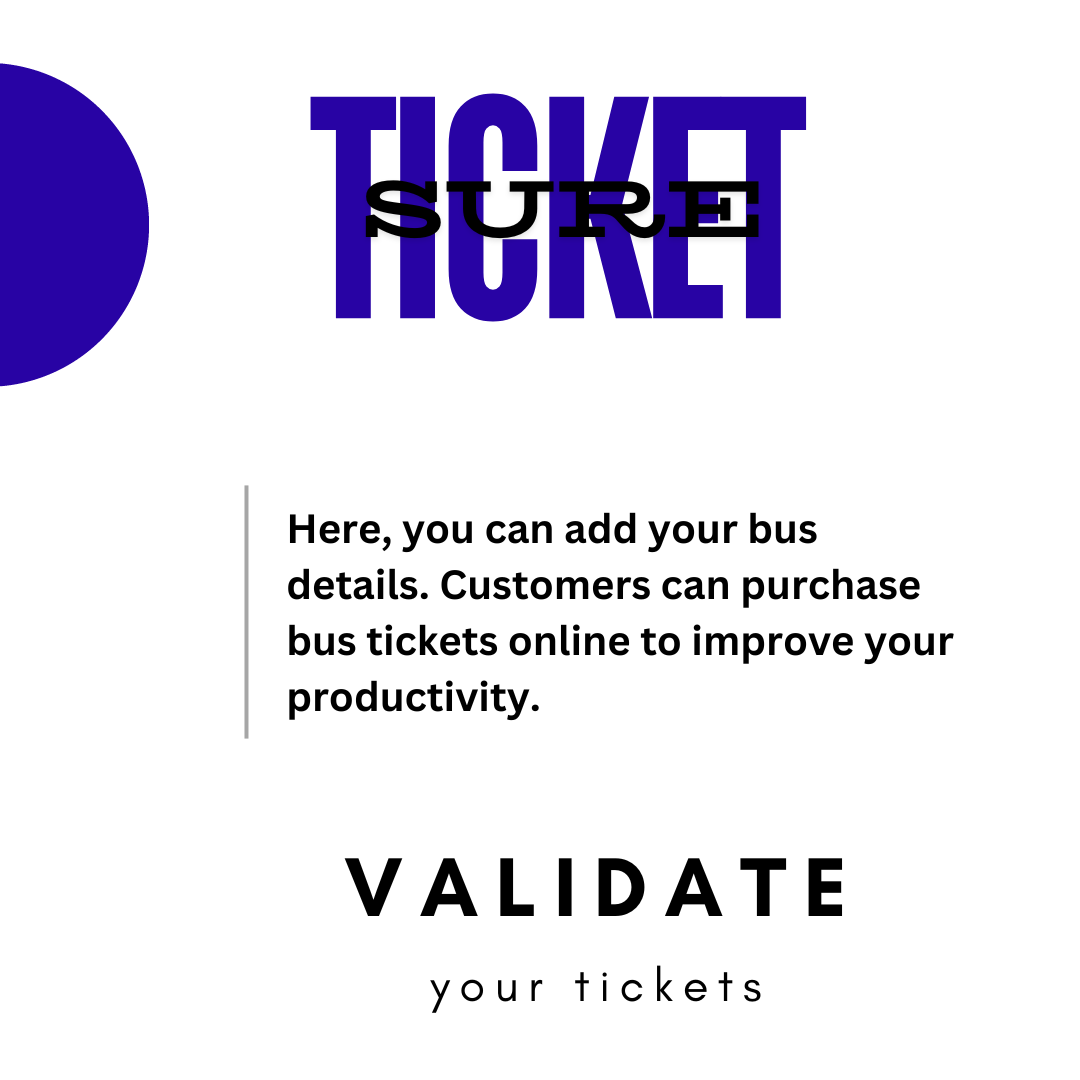 TICKET
SURE
Here, you can add your bus
details. Customers can purchase
bus tickets online to improve your
productivity.
VALIDATE
your tickets